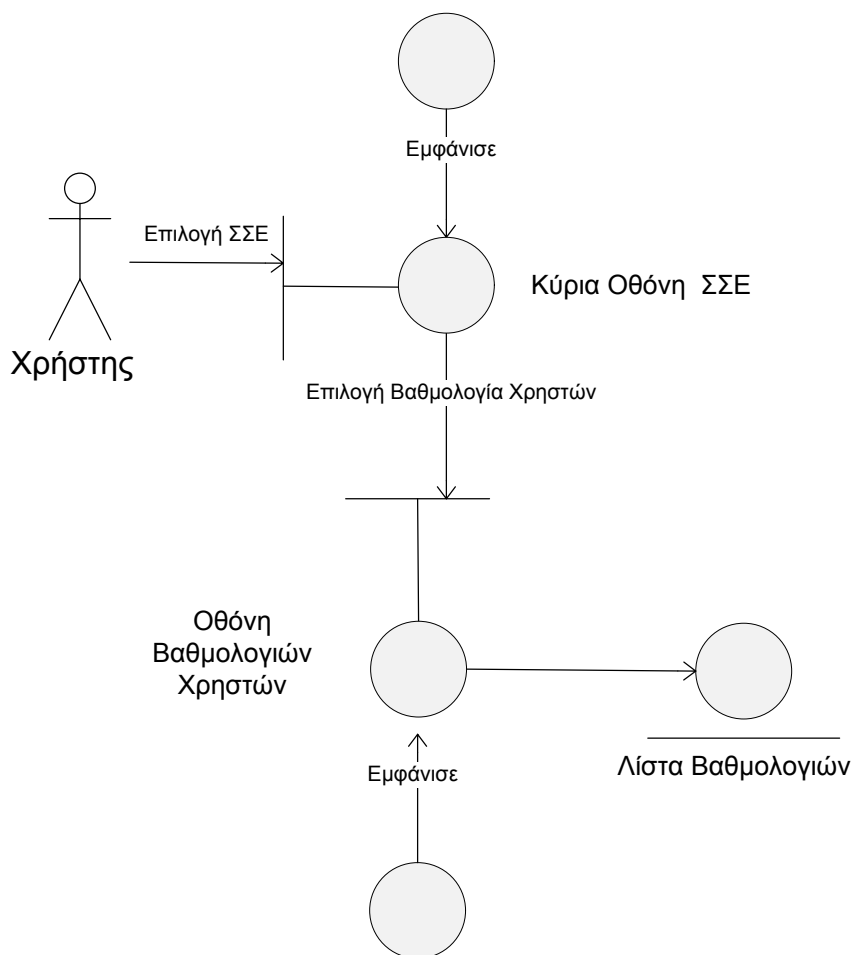 Εμφάνισε
Επιλογή ΣΣΕ
Κύρια Οθόνη ΣΣΕ
Χρήστης
Επιλογή Βαθμολογία Χρηστών
Οθόνη
Βαθμολογιών
Χρηστών
Λίστα Βαθμολογιών
Εμφάνισε